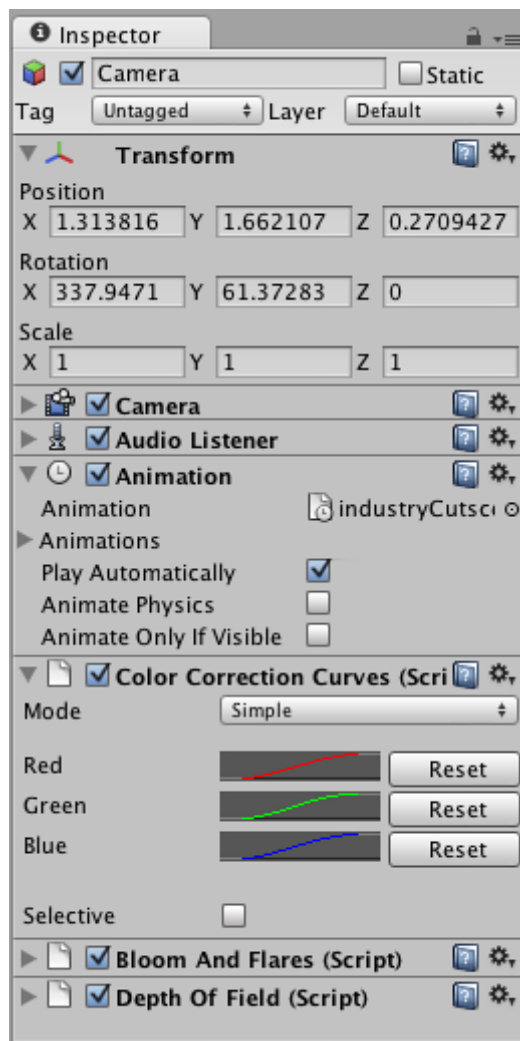 Inspector
Camera Static
Tag Untagged Layer Default
Transform
Position
X 1.313816 Y 1.662107 Z 0.2709427
Rotation
X 337.9471 Y 61.37283 Z 0
Scale
X 1 Y 1 Z 1
Camera
Audio Listener
Animation
Animation industryCutsc
Animations
Play Automatically
Animate Physics
Animate Only If Visible
Color Correction Curves (Scri
Mode Simple
Red Reset
Green Reset
Blue Reset
Selective
Bloom And Flares (Script)
Depth Of Field (Script)